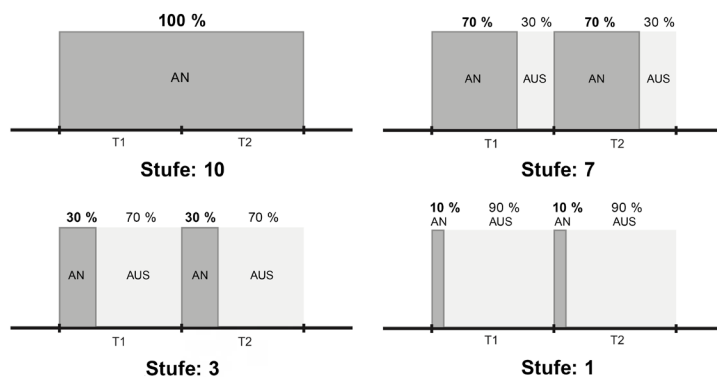 100 %
AN
T1 T2
Stufe: 10
70 % 30 % 70 % 30 %
AN AUS AN AUS
T1 T2
Stufe: 7
30 % 70 % 30 % 70 %
AN AUS AN AUS
T1 T2
Stufe: 3
10 % 90 % 10 % 90 %
AN AUS AN AUS
T1 T2
Stufe: 1